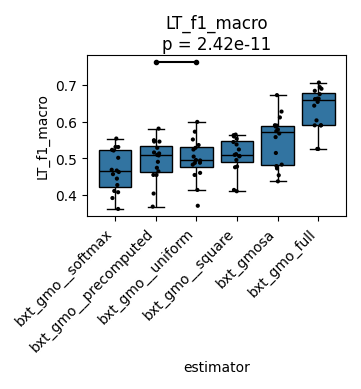 LT_f1_macro
p = 2.42e-11
LT_f1_macro
0.7
0.6
0.5
0.4
bxt_gmo__softmax
bxt_gmo__precomputed
bxt_gmo__uniform
bxt_gmo__square
bxt_gmosa
bxt_gmo_full
estimator